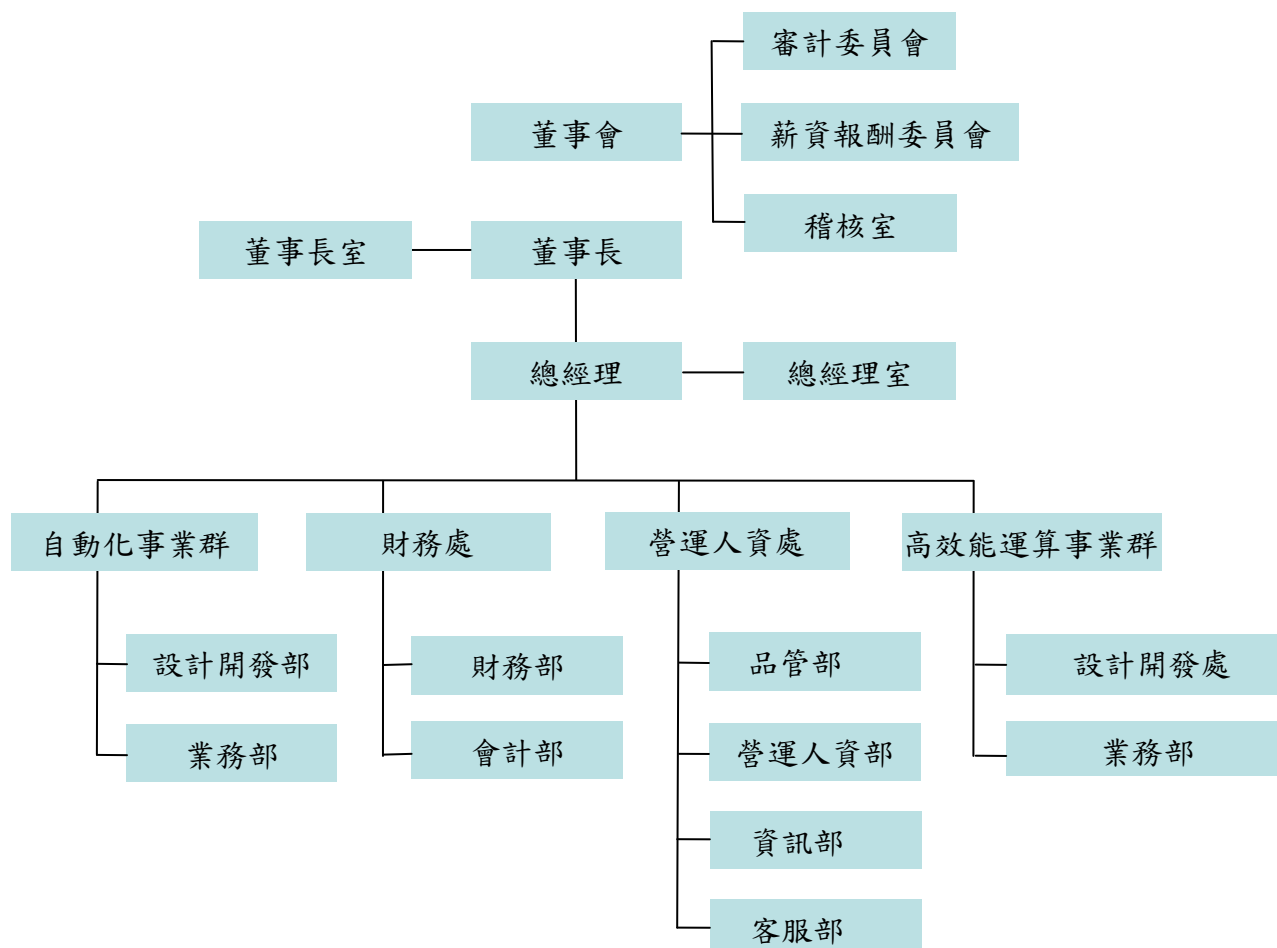 審計委員會
董事會
薪資報酬委員會
稽核室
董事長室
董事長
總經理
總經理室
自動化事業群
財務處
營運人資處
高效能運算事業群
設計開發部
財務部
品管部
設計開發處
業務部
會計部
營運人資部
業務部
資訊部
客服部